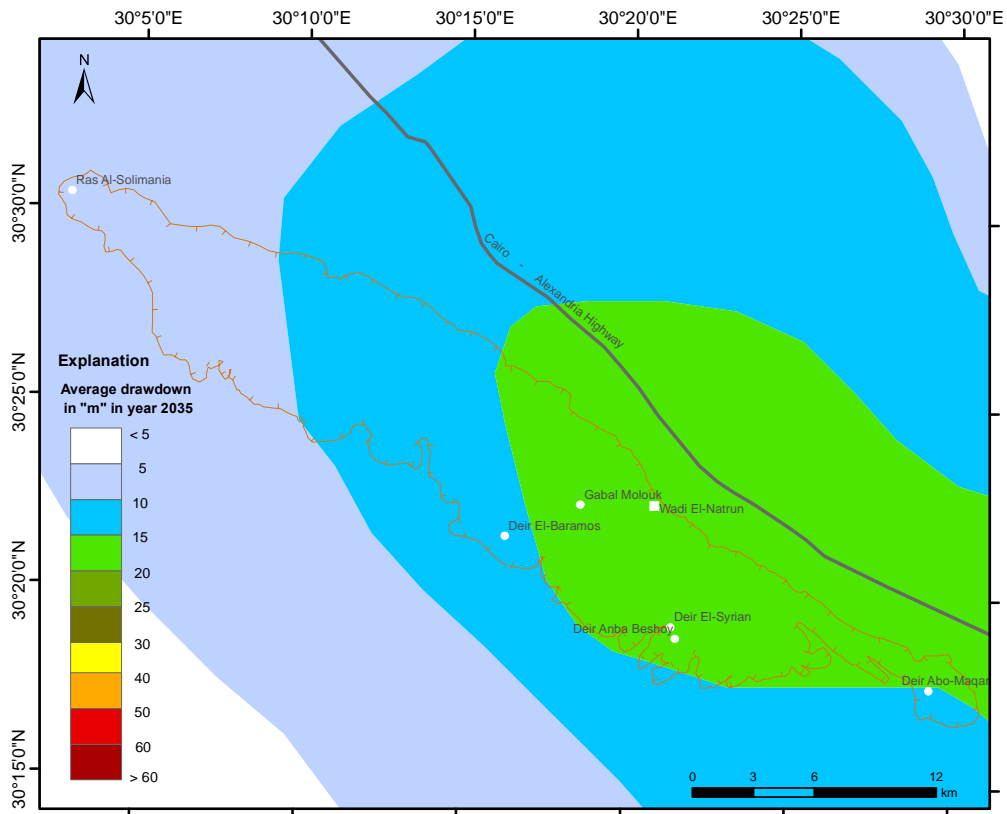 30°5'0"E
30°10'0"E
30°15'0"E
30°20'0"E
30°25'0"E
30°30'0"E
N
30°30'0"N
30°25'0"N
30°20'0"N
30°15'0"N
Ras Al-Solimania
Cairo - Alexandria Highway
Gabal Molouk
Wadi El-Natrun
Deir El-Baramos
Deir El-Syrian
Deir Anba Beshoy
Deir Abo-Maqar
Explanation
Average drawdown
in "m" in year 2035
< 5
5
10
15
20
25
30
40
50
60
> 60
0 3 6 12
km